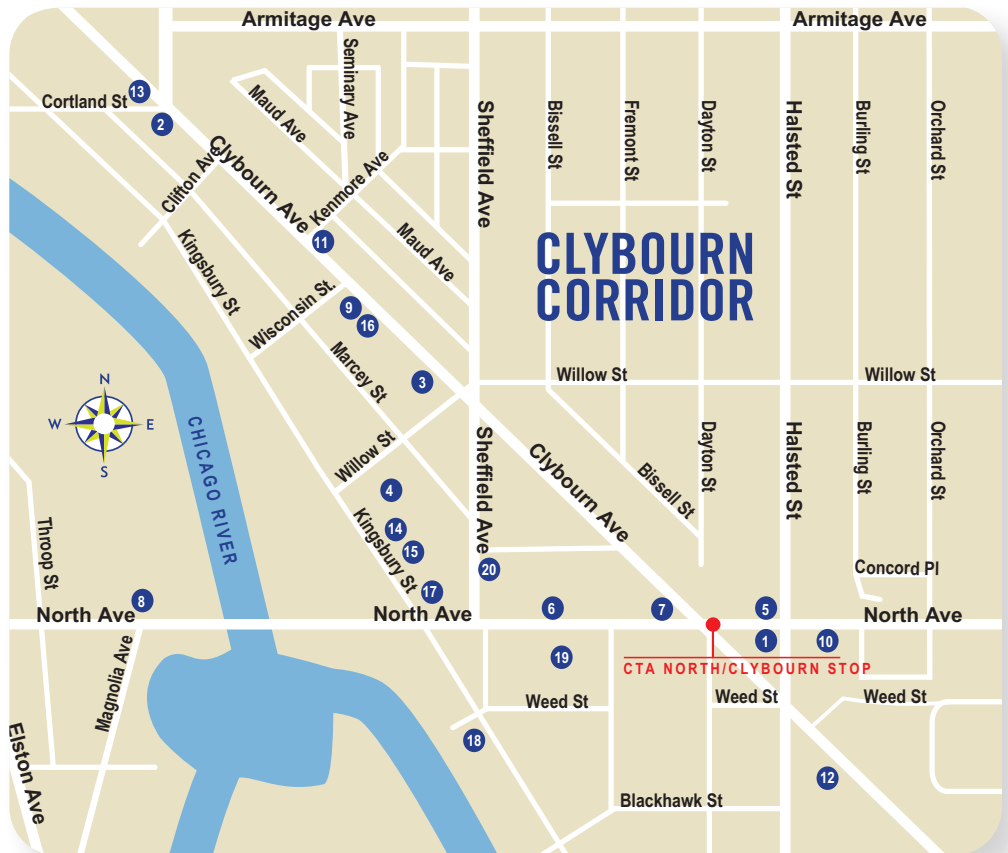 Armitage Ave
Armitage Ave
Seminary Ave
13
Cortland St
Maud Ave
2
Sheffield Ave
Bissell St
Fremont St
Dayton St
Halsted St
Burling St
Orchard St
Clifton Ave
Clybourn Ave
Kenmore Ave
11
Maud Ave
CLYBOURN
CORRIDOR
Kingsbury St
Wisconsin St.
9
16
Marcey St
3
Willow St
Willow St
N
W
E
S
CHICAGO RIVER
Willow St
Sheffield Ave
Clybourn Ave
Bissell St
Dayton St
Halsted St
Burling St
Orchard St
4
14
15
Kingsbury St
17
20
Throop St
Concord Pl
8
6
7
5
North Ave
North Ave
North Ave
1
10
19
CTA NORTH/CLYBOURN STOP
Magnolia Ave
Weed St
Weed St
Weed St
18
Elston Ave
12
Blackhawk St